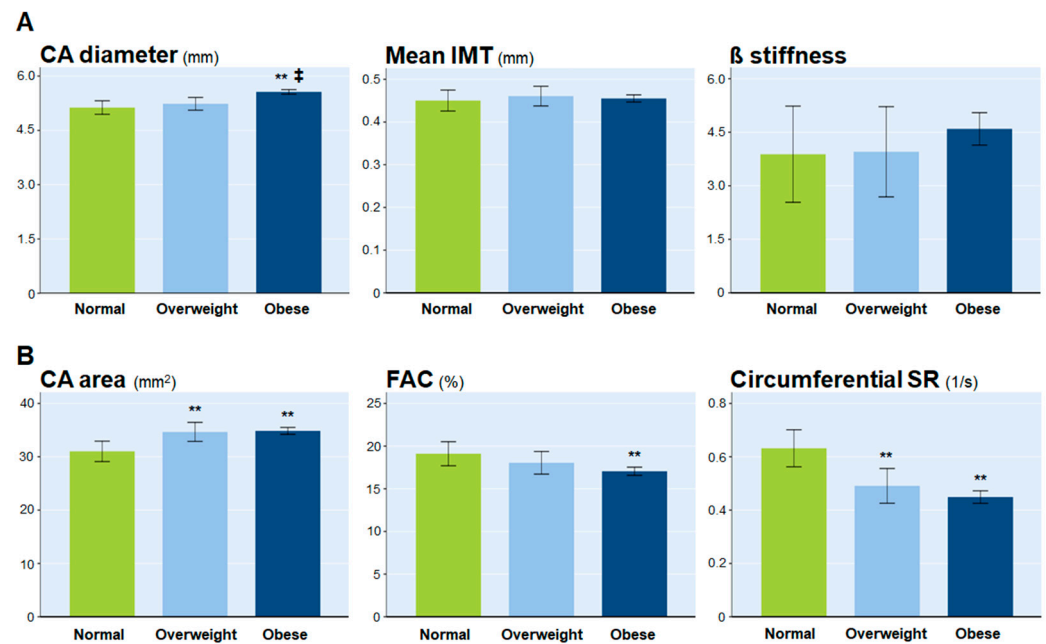 A
CA diameter (mm)
6.0
4.5
3.0
1.5
0
** ‡
Normal Overweight Obese
Mean IMT (mm)
0.5
0.4
0.3
0.2
0.1
0
Normal Overweight Obese
ß stiffness
6.0
4.5
3.0
1.5
0
Normal Overweight Obese
B
CA area (mm²)
40
30
20
10
0
** **
Normal Overweight Obese
FAC (%)
25
20
15
10
5
0
**
Normal Overweight Obese
Circumferential SR (1/s)
0.8
0.6
0.4
0.2
0
** **
Normal Overweight Obese